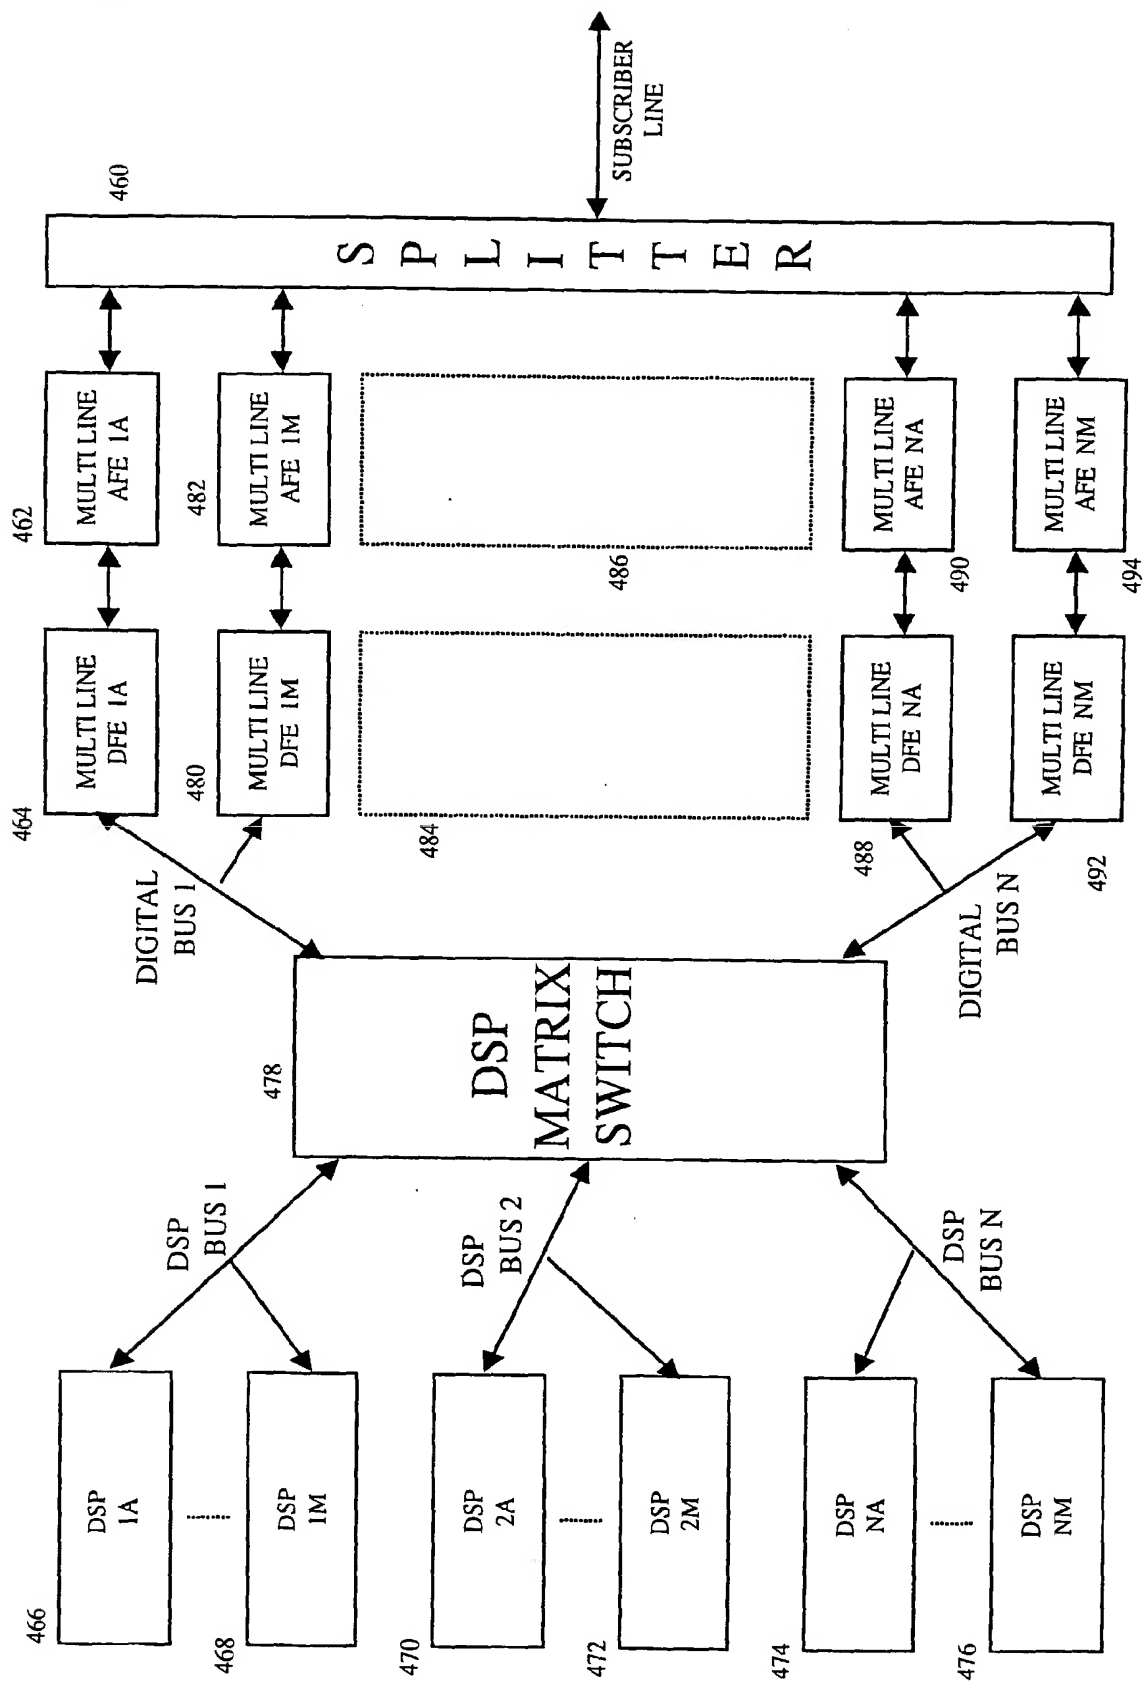 466
DSP
1A
468
DSP
1M
470
DSP
2A
472
DSP
2M
474
DSP
NA
476
DSP
NM
DSP
BUS 1
DSP
BUS 2
DSP
BUS N
478
DSP
MATRIX
SWITCH
DIGITAL
BUS 1
DIGITAL
BUS N
464
MULTI LINE
DFE 1A
480
MULTI LINE
DFE 1M
484
488
MULTI LINE
DFE NA
492
MULTI LINE
DFE NM
462
MULTI LINE
AFE 1A
482
MULTI LINE
AFE 1M
486
MULTI LINE
AFE NA
490
MULTI LINE
AFE NM
494
460
SPLITTER
SUBSCRIBER
LINE